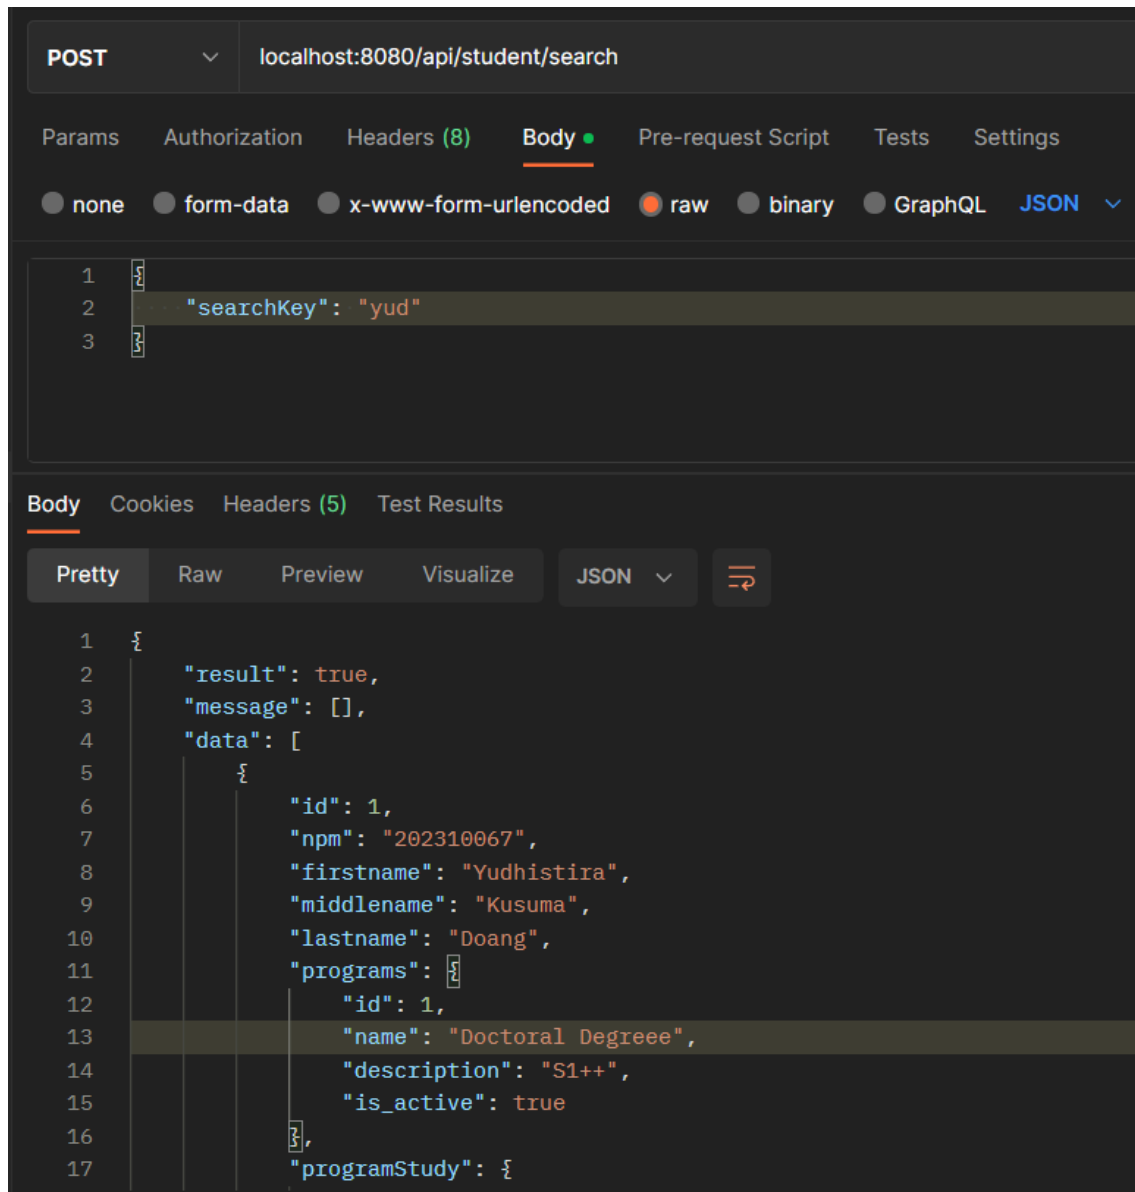 POST localhost:8080/api/student/search
Params Authorization Headers (8) Body Pre-request Script Tests Settings
none form-data x-www-form-urlencoded raw binary GraphQL JSON
1 {
2 "searchKey": "yud"
3 }
Body Cookies Headers (5) Test Results
Pretty Raw Preview Visualize JSON
1 {
2 "result": true,
3 "message": [],
4 "data": [
5 {
6 "id": 1,
7 "npm": "202310067",
8 "firstname": "Yudhistira",
9 "middlename": "Kusuma",
10 "lastname": "Doang",
11 "programs": {
12 "id": 1,
13 "name": "Doctoral Degreee",
14 "description": "S1++",
15 "is_active": true
16 },
17 "programStudy": {